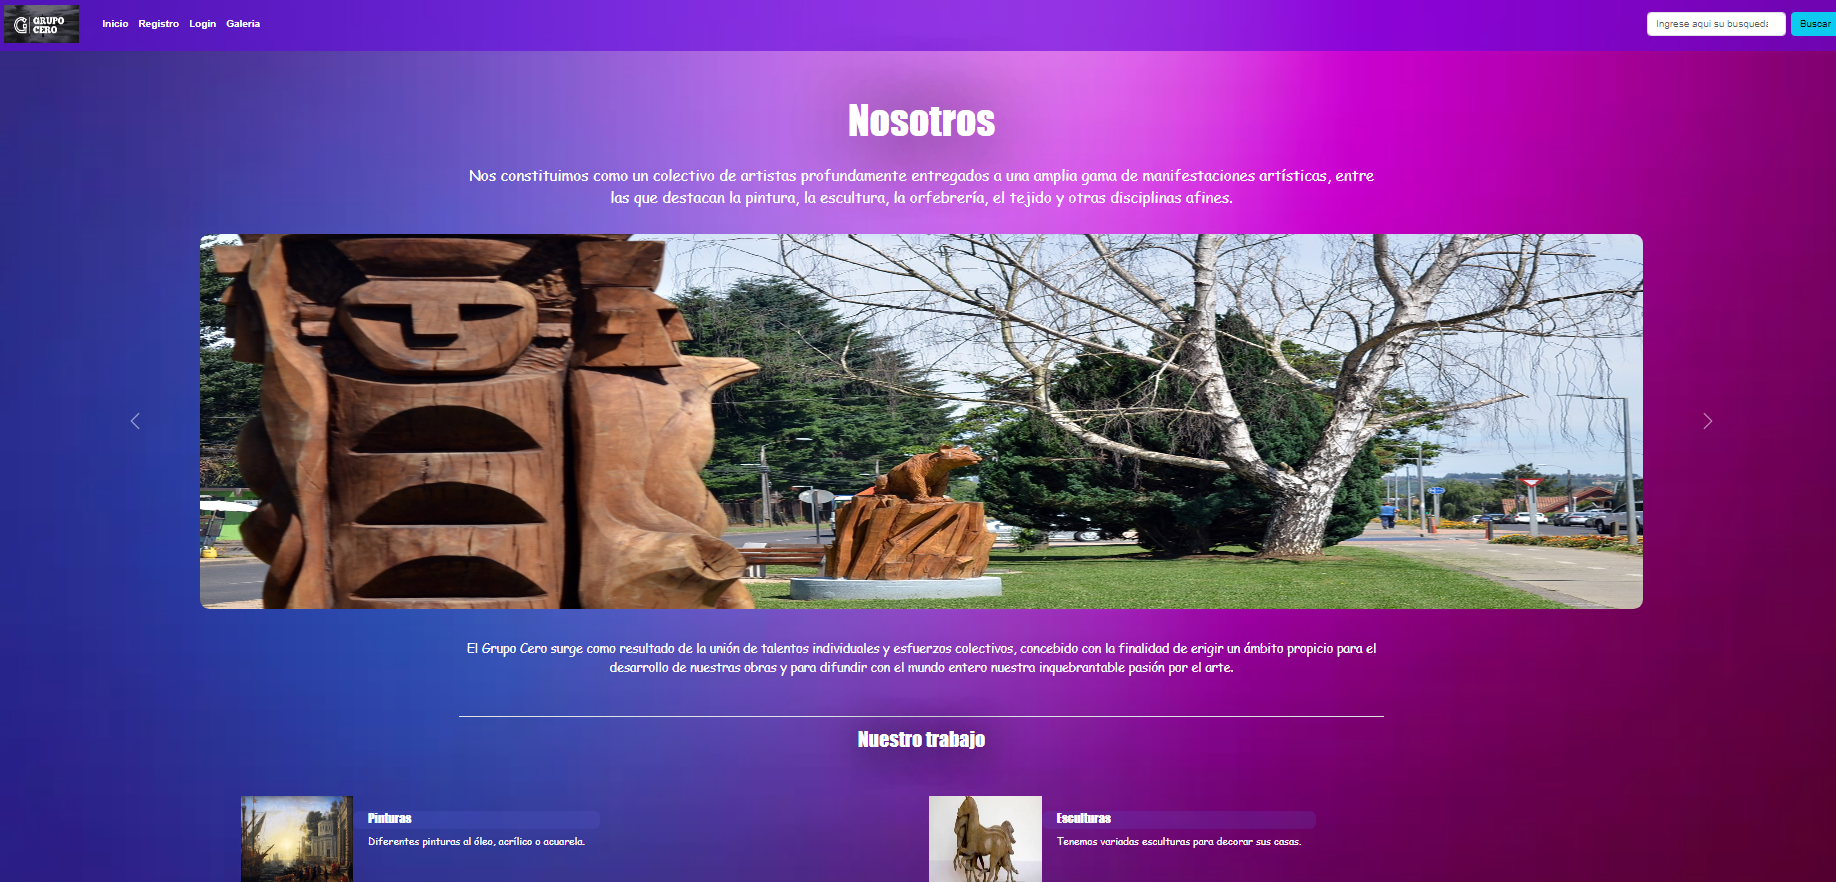 GRUPO
CERO
Inicio Registro Login Galeria
Ingrese aqui su busqued
Buscar
Nosotros
Nos constituimos como un colectivo de artistas profundamente entregados a una amplia gama de manifestaciones artísticas, entre
las que destacan la pintura, la escultura, la orfebrería, el tejido y otras disciplinas afines.
El Grupo Cero surge como resultado de la unión de talentos individuales y esfuerzos colectivos, concebido con la finalidad de erigir un ámbito propicio para el
desarrollo de nuestras obras y para difundir con el mundo entero nuestra inquebrantable pasión por el arte.
Nuestro trabajo
Pinturas
Diferentes pinturas al óleo, acrílico o acuarela.
Esculturas
Tenemos variadas esculturas para decorar sus casas.